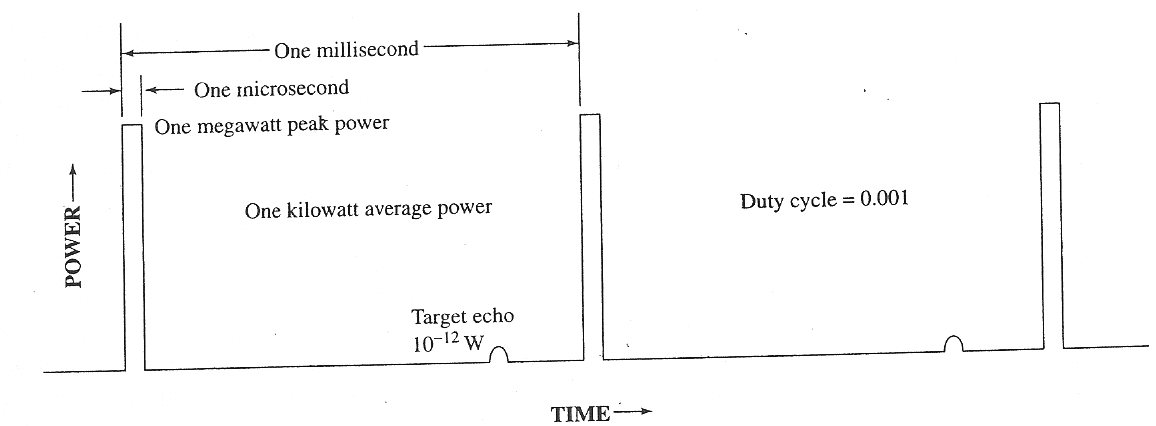 One millisecond
One microsecond
One megawatt peak power
One kilowatt average power
Duty cycle = 0.001
Target echo
10⁻¹² W
POWER
TIME